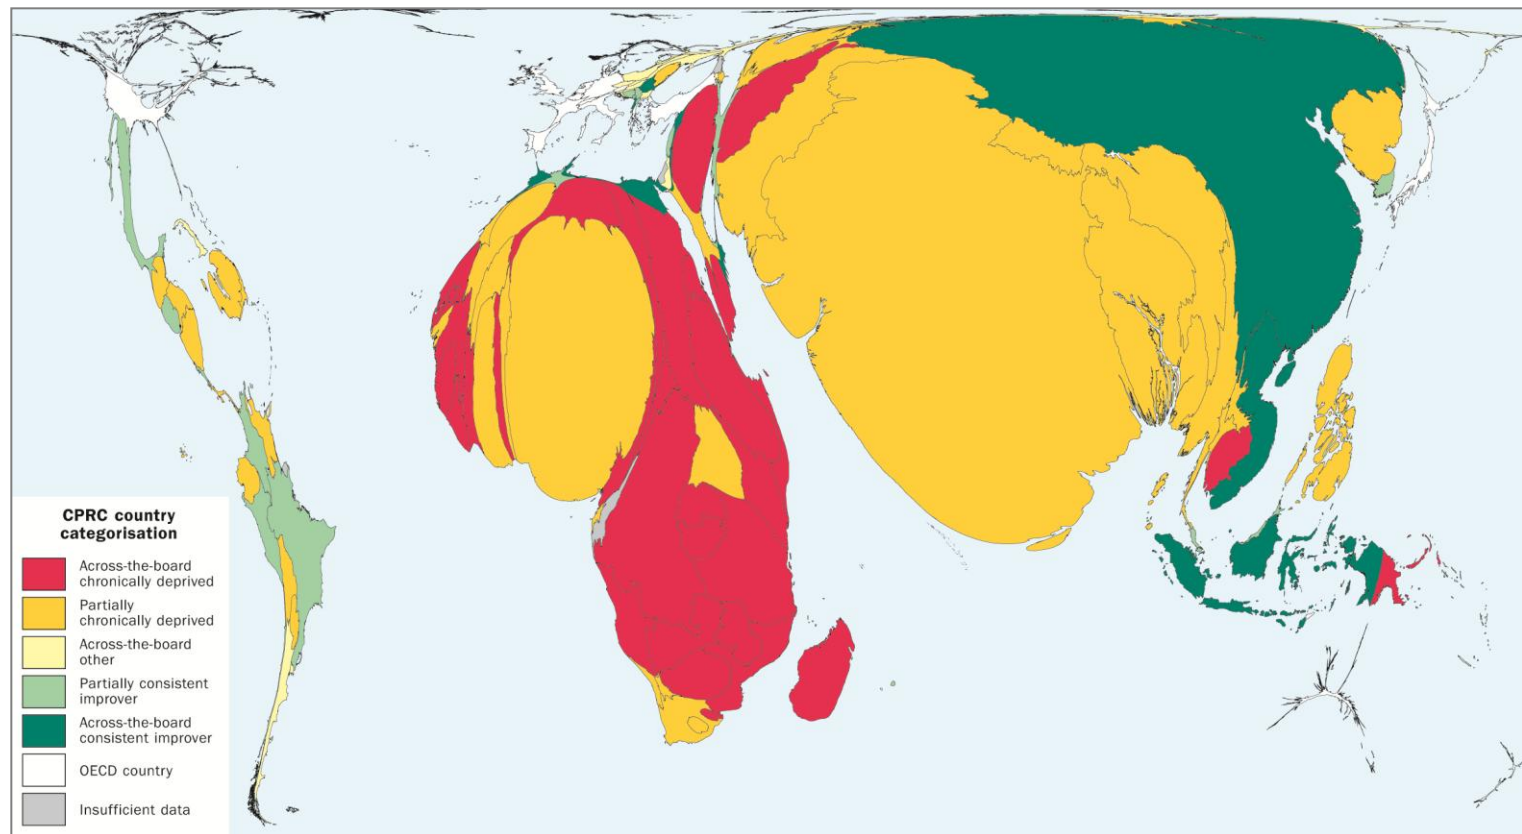 CPRC country
categorisation
Across-the-board
chronically deprived
Partially
chronically deprived
Across-the-board
other
Partially consistent
improver
Across-the-board
consistent improver
OECD country
Insufficient data